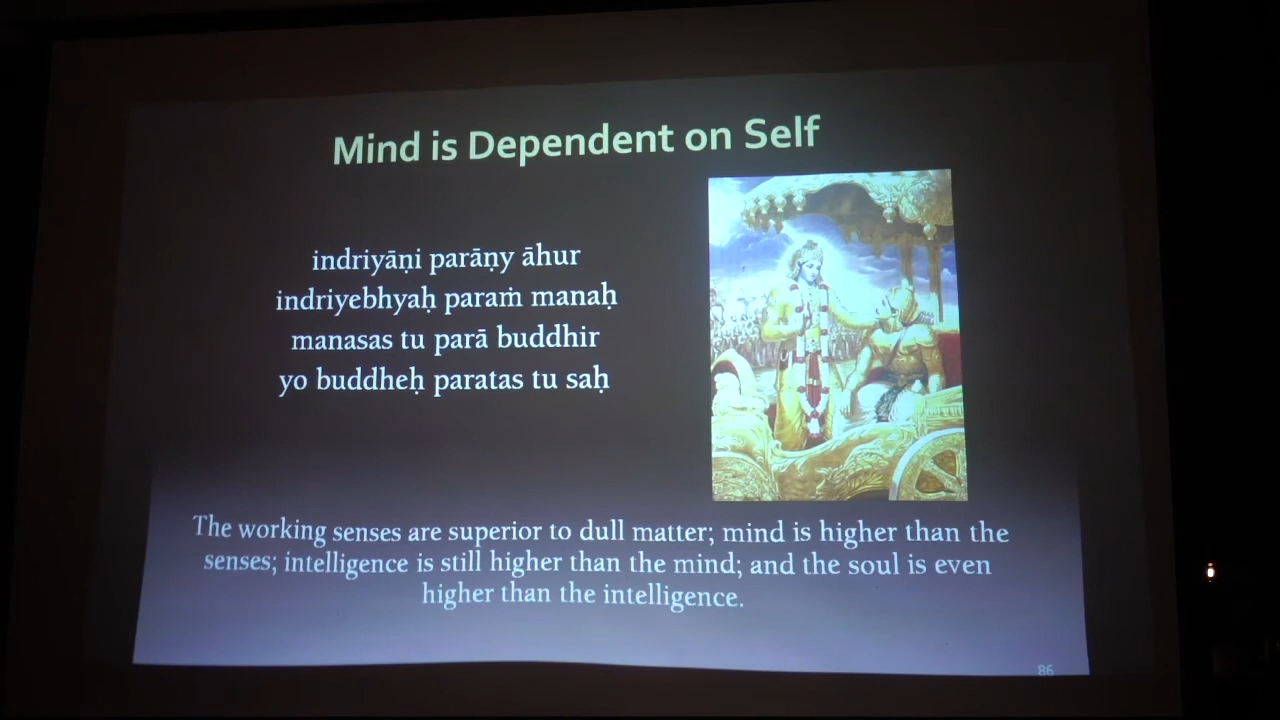 Mind is Dependent on Self
indriyāṇi parāṇy āhur
indriyebhyaḥ paraṁ manaḥ
manasas tu parā buddhir
yo buddheḥ paratas tu saḥ
The working senses are superior to dull matter; mind is higher than the
senses; intelligence is still higher than the mind; and the soul is even
higher than the intelligence.
86